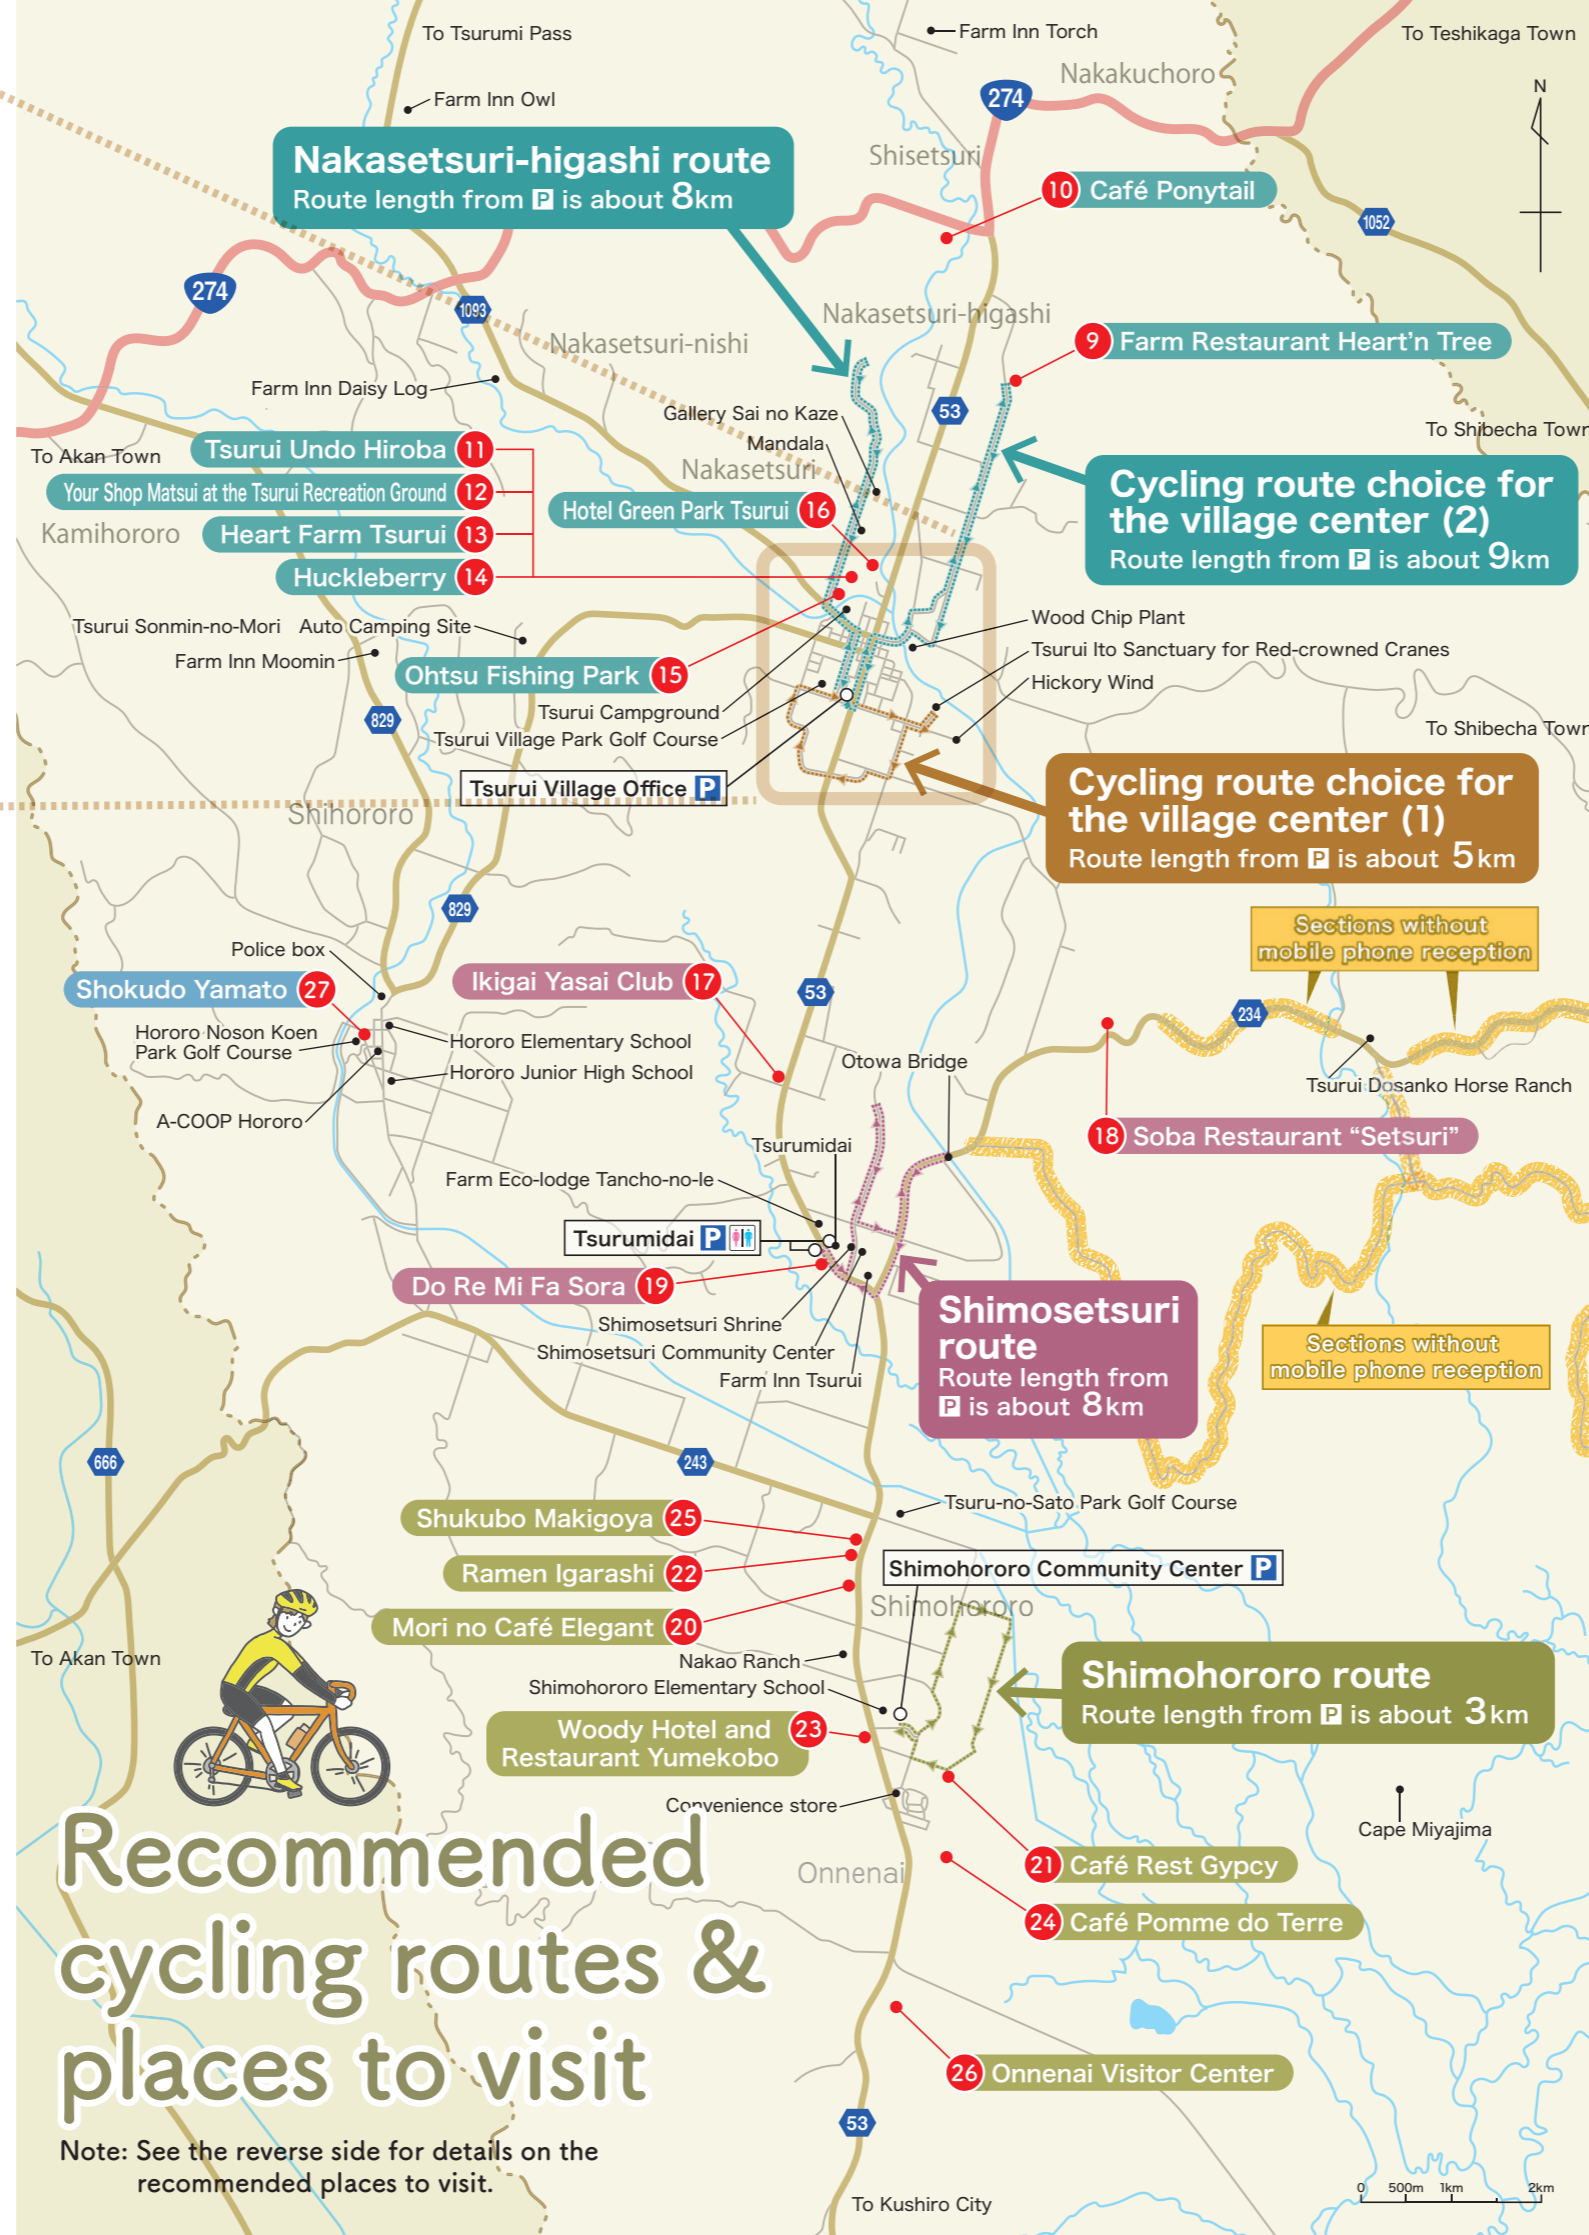 To Tsurumi Pass
Farm Inn Torch
To Teshikaga Town
Nakakuchoro
274
N
Farm Inn Owl
Nakasetsuri-higashi route
Route length from P is about 8km
Shisetsuri
10 Café Ponytail
1052
274
1093
Nakasetsuri-higashi
Nakasetsuri-nishi
9 Farm Restaurant Heart'n Tree
Farm Inn Daisy Log
53
Gallery Sai no Kaze
Mandala
To Shibecha Town
To Akan Town
Tsurui Undo Hiroba 11
Nakasetsuri
Your Shop Matsui at the Tsurui Recreation Ground 12
Hotel Green Park Tsurui 16
Kamihororo
Heart Farm Tsurui 13
Huckleberry 14
Cycling route choice for
the village center (2)
Route length from P is about 9km
Tsurui Sonmin-no-Mori Auto Camping Site
Farm Inn Moomin
Wood Chip Plant
Tsurui Ito Sanctuary for Red-crowned Cranes
Hickory Wind
Ohtsu Fishing Park 15
Tsurui Campground
829
Tsurui Village Park Golf Course
To Shibecha Town
Tsurui Village Office P
Shihororo
Cycling route choice for
the village center (1)
Route length from P is about 5km
829
Sections without
mobile phone reception
Police box
Shokudo Yamato 27
Ikigai Yasai Club 17
53
234
Hororo Noson Koen
Park Golf Course
Hororo Elementary School
Hororo Junior High School
Otowa Bridge
Tsurui Dosanko Horse Ranch
A-COOP Hororo
18 Soba Restaurant “Setsuri”
Tsurumidai
Farm Eco-lodge Tancho-no-Ie
Tsurumidai P
Do Re Mi Fa Sora 19
Shimosetsuri Shrine
Shimosetsuri Community Center
Farm Inn Tsurui
Shimosetsuri
route
Route length from
P is about 8km
Sections without
mobile phone reception
666
243
Tsuru-no-Sato Park Golf Course
Shukubo Makigoya 25
Ramen Igarashi 22
Shimohororo Community Center P
Shimohororo
Mori no Café Elegant 20
To Akan Town
Nakao Ranch
Shimohororo Elementary School
Shimohororo route
Route length from P is about 3km
Woody Hotel and 23
Restaurant Yumekobo
Convenience store
Cape Miyajima
Onnenai
21 Café Rest Gypcy
24 Café Pomme do Terre
Recommended
cycling routes &
places to visit
26 Onnenai Visitor Center
53
Note: See the reverse side for details on the
recommended places to visit.
To Kushiro City
0 500m 1km 2km